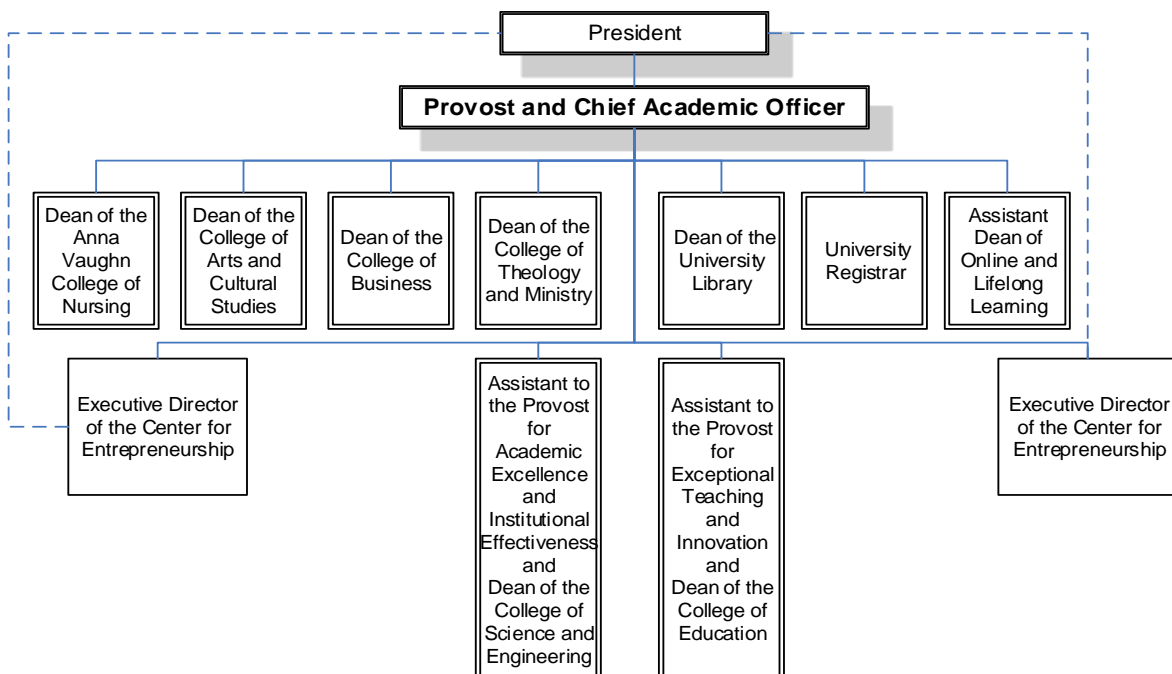 President
Provost and Chief Academic Officer
Dean of the
Anna
Vaughn
College of
Nursing
Dean of the
College of
Arts and
Cultural
Studies
Dean of the
College of
Business
Dean of the
College of
Theology
and Ministry
Dean of the
University
Library
University
Registrar
Assistant
Dean of
Online and
Lifelong
Learning
Executive Director
of the Center for
Entrepreneurship
Assistant to
the Provost
for
Academic
Excellence
and
Institutional
Effectiveness
and
Dean of the
College of
Science and
Engineering
Assistant to
the Provost
for
Exceptional
Teaching
and
Innovation
and
Dean of the
College of
Education
Executive Director
of the Center for
Entrepreneurship